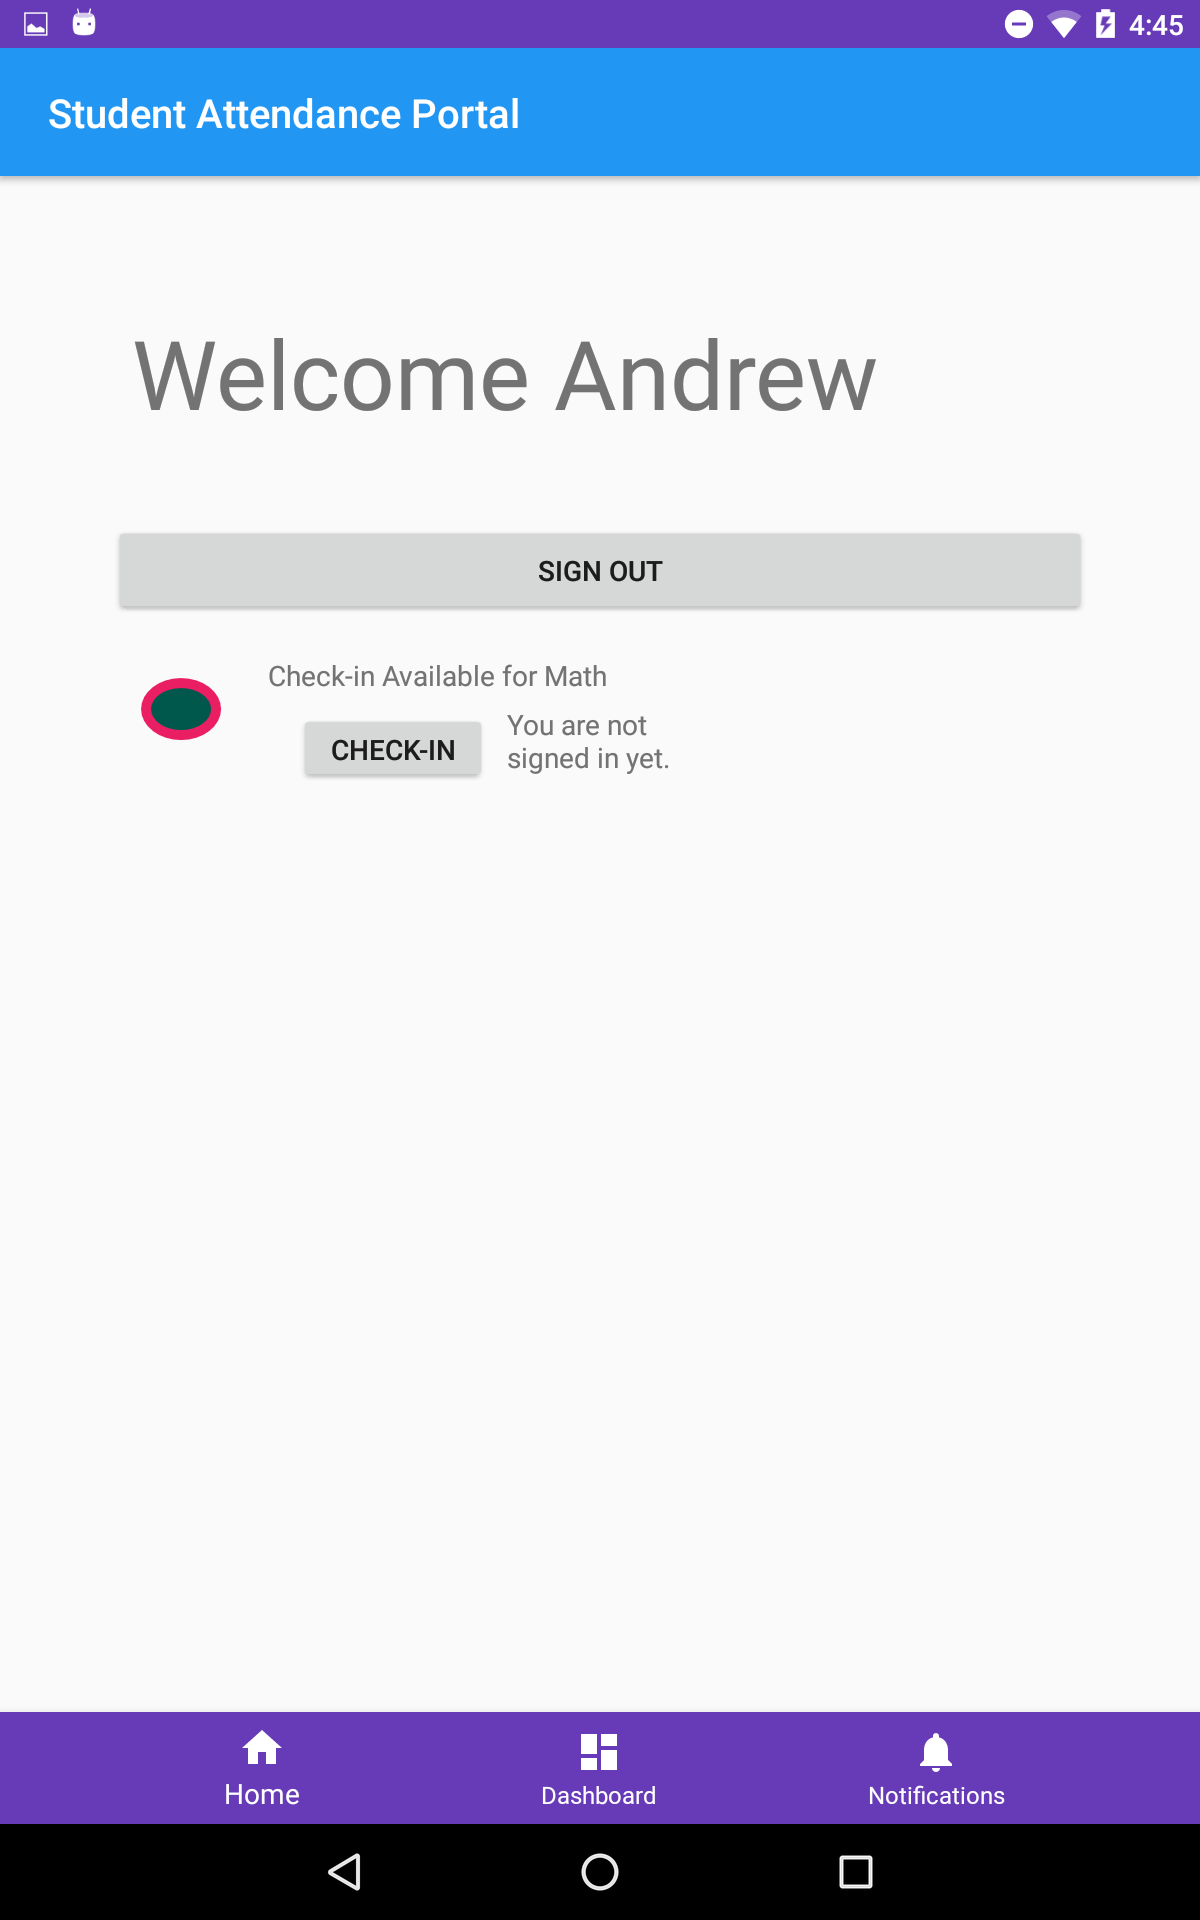 4:45
Student Attendance Portal
Welcome Andrew
SIGN OUT
Check-in Available for Math
CHECK-IN
You are not
signed in yet.
Home
Dashboard
Notifications